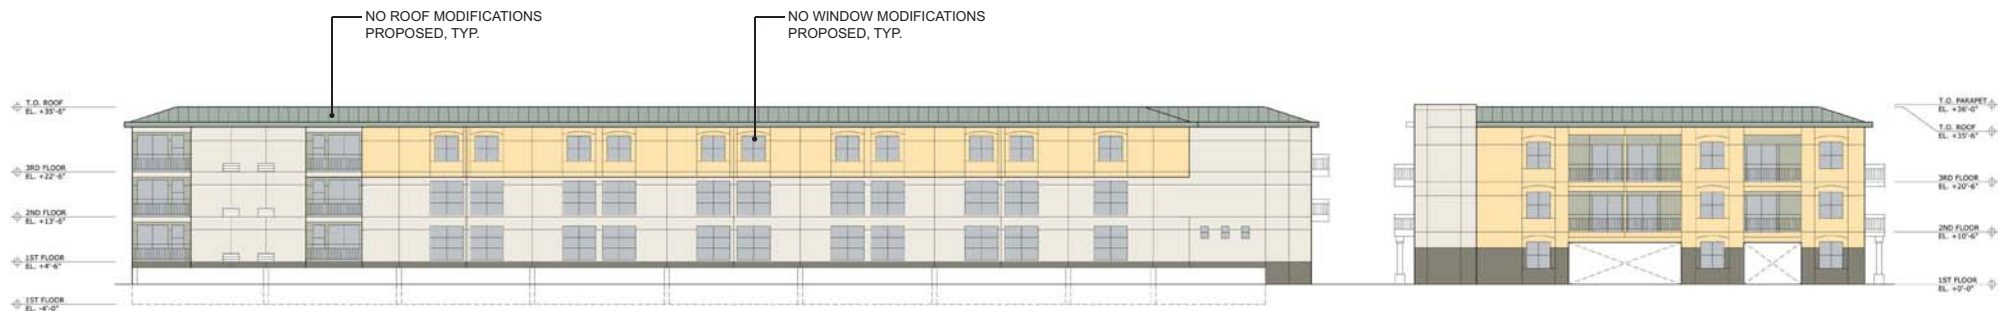 NO ROOF MODIFICATIONS
PROPOSED, TYP.
NO WINDOW MODIFICATIONS
PROPOSED, TYP.
T.O. ROOF
EL. +35'-6"
3RD FLOOR
EL. +22'-6"
2ND FLOOR
EL. +13'-6"
1ST FLOOR
EL. +4'-6"
1ST FLOOR
EL. -4'-0"
T.O. PARAPET
EL. +36'-0"
T.O. ROOF
EL. +35'-6"
3RD FLOOR
EL. +20'-6"
2ND FLOOR
EL. +10'-6"
1ST FLOOR
EL. +0'-0"